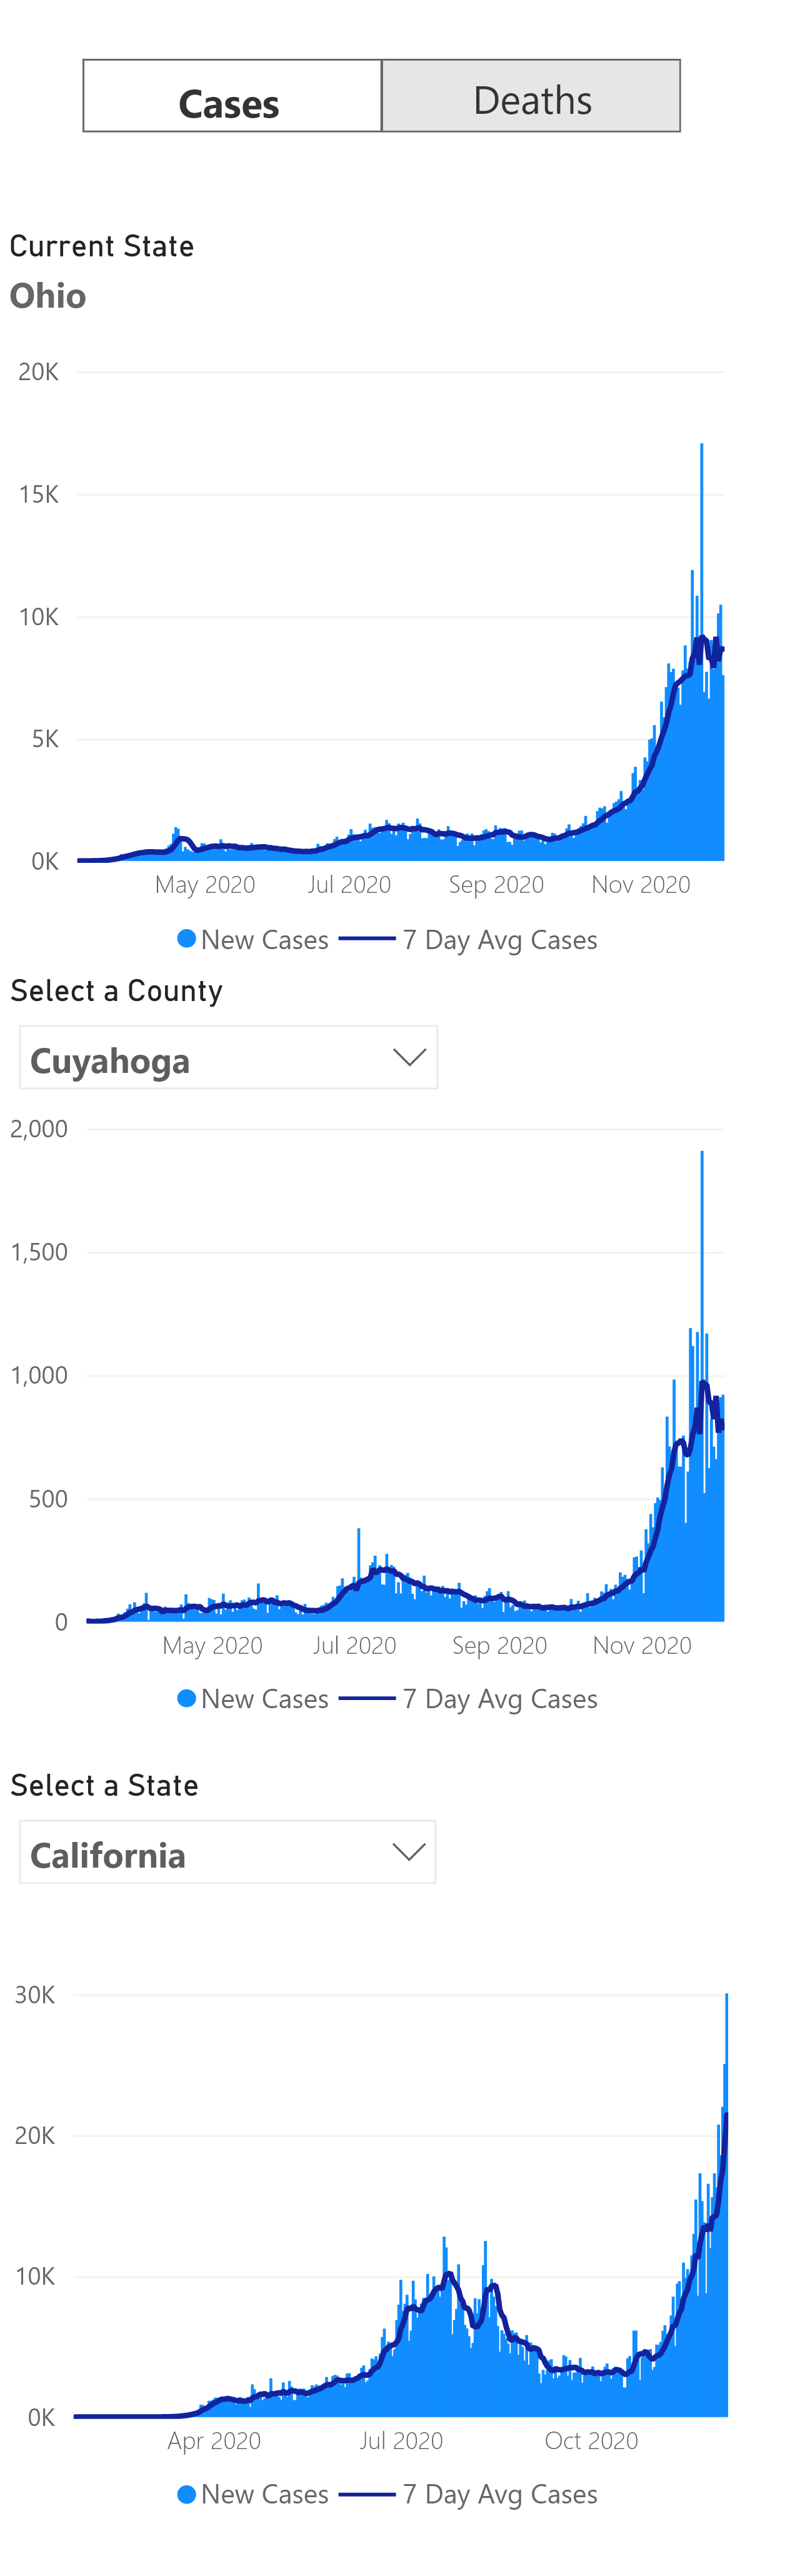 Cases Deaths
Current State
Ohio
20K
15K
10K
5K
0K
May 2020 Jul 2020 Sep 2020 Nov 2020
New Cases 7 Day Avg Cases
Select a County
Cuyahoga
2,000
1,500
1,000
500
0
May 2020 Jul 2020 Sep 2020 Nov 2020
New Cases 7 Day Avg Cases
Select a State
California
30K
20K
10K
0K
Apr 2020 Jul 2020 Oct 2020
New Cases 7 Day Avg Cases